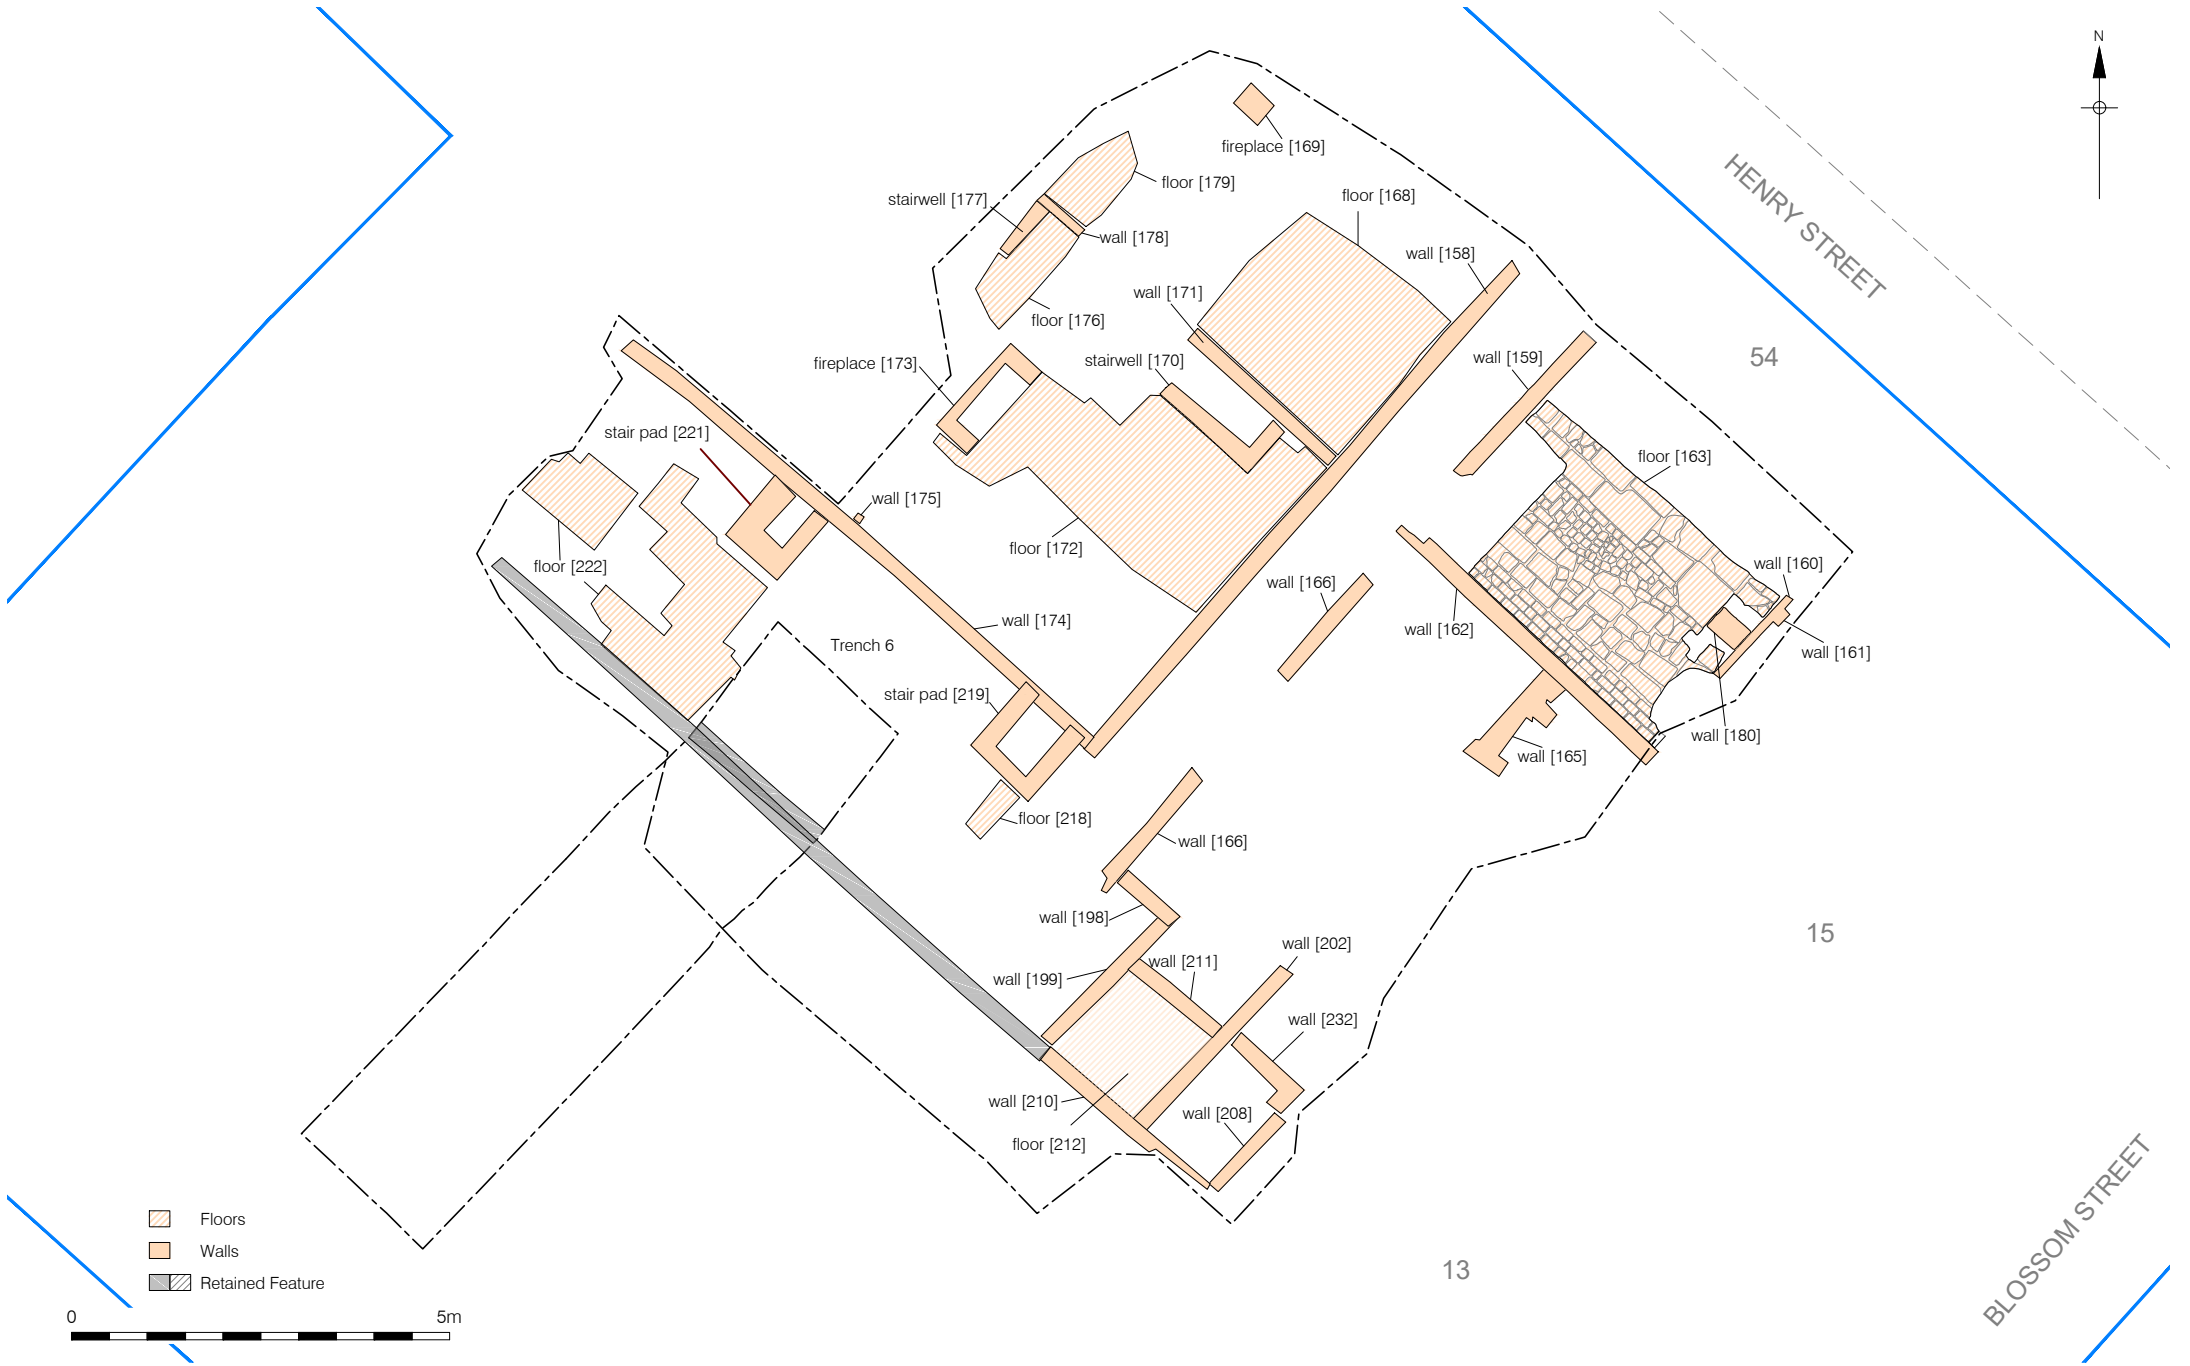 N
HENRY STREET
fireplace [169]
floor [179]
stairwell [177]
floor [168]
wall [178]
wall [158]
wall [171]
floor [176]
54
fireplace [173]
stairwell [170]
wall [159]
stair pad [221]
floor [163]
wall [175]
floor [172]
floor [222]
wall [160]
wall [166]
wall [174]
wall [162]
Trench 6
wall [161]
stair pad [219]
wall [180]
wall [165]
floor [218]
wall [166]
wall [198]
15
wall [202]
wall [211]
wall [199]
wall [232]
wall [210]
wall [208]
floor [212]
BLOSSOM STREET
13
Floors
Walls
Retained Feature
0 5m